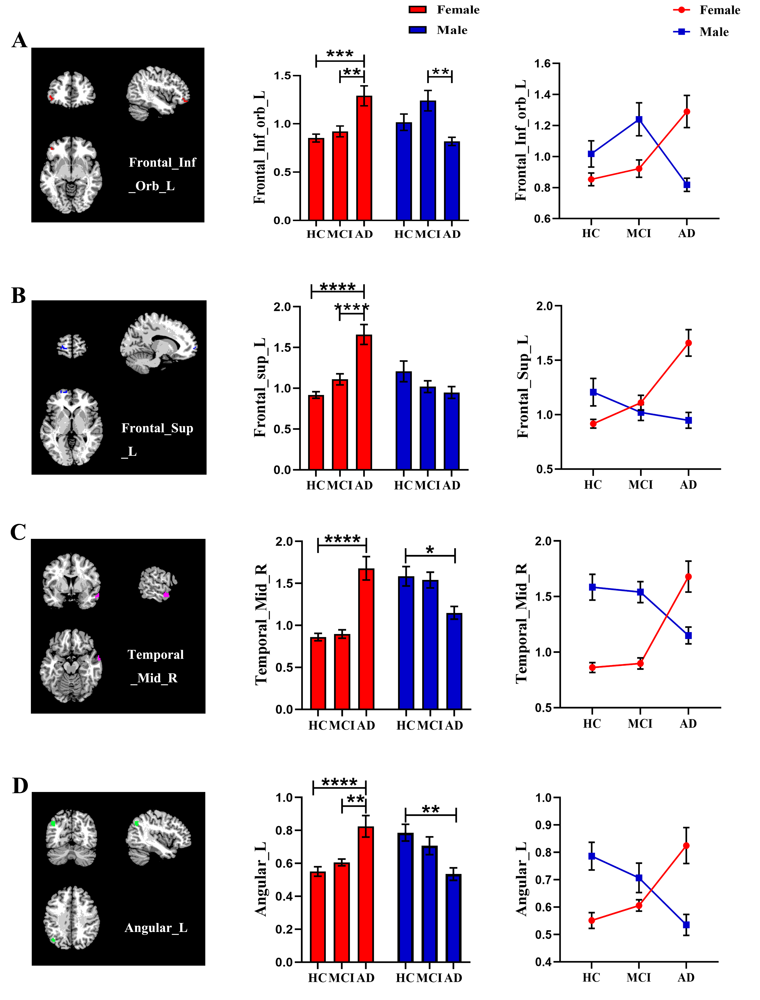 Female
Male
Female
Male
A
Frontal_Inf
_Orb_L
Frontal_Inf_orb_L
1.5
1.0
0.5
0.0
***
**
**
HC MCI AD
HC MCI AD
Frontal_Inf_orb_L
1.6
1.4
1.2
1.0
0.8
0.6
HC MCI AD
B
Frontal_Sup
_L
Frontal_sup_L
2.0
1.5
1.0
0.5
0.0
****
****
HC MCI AD
HC MCI AD
Frontal_Sup_L
2.0
1.5
1.0
0.5
HC MCI AD
C
Temporal
_Mid_R
Temporal_Mid_R
2.0
1.5
1.0
0.5
0.0
****
*
HC MCI AD
HC MCI AD
Temporal_Mid_R
2.0
1.5
1.0
0.5
HC MCI AD
D
Angular_L
Angular_L
1.0
0.8
0.6
0.4
0.2
0.0
****
**
**
HC MCI AD
HC MCI AD
Angular_L
1.0
0.9
0.8
0.7
0.6
0.5
0.4
HC MCI AD